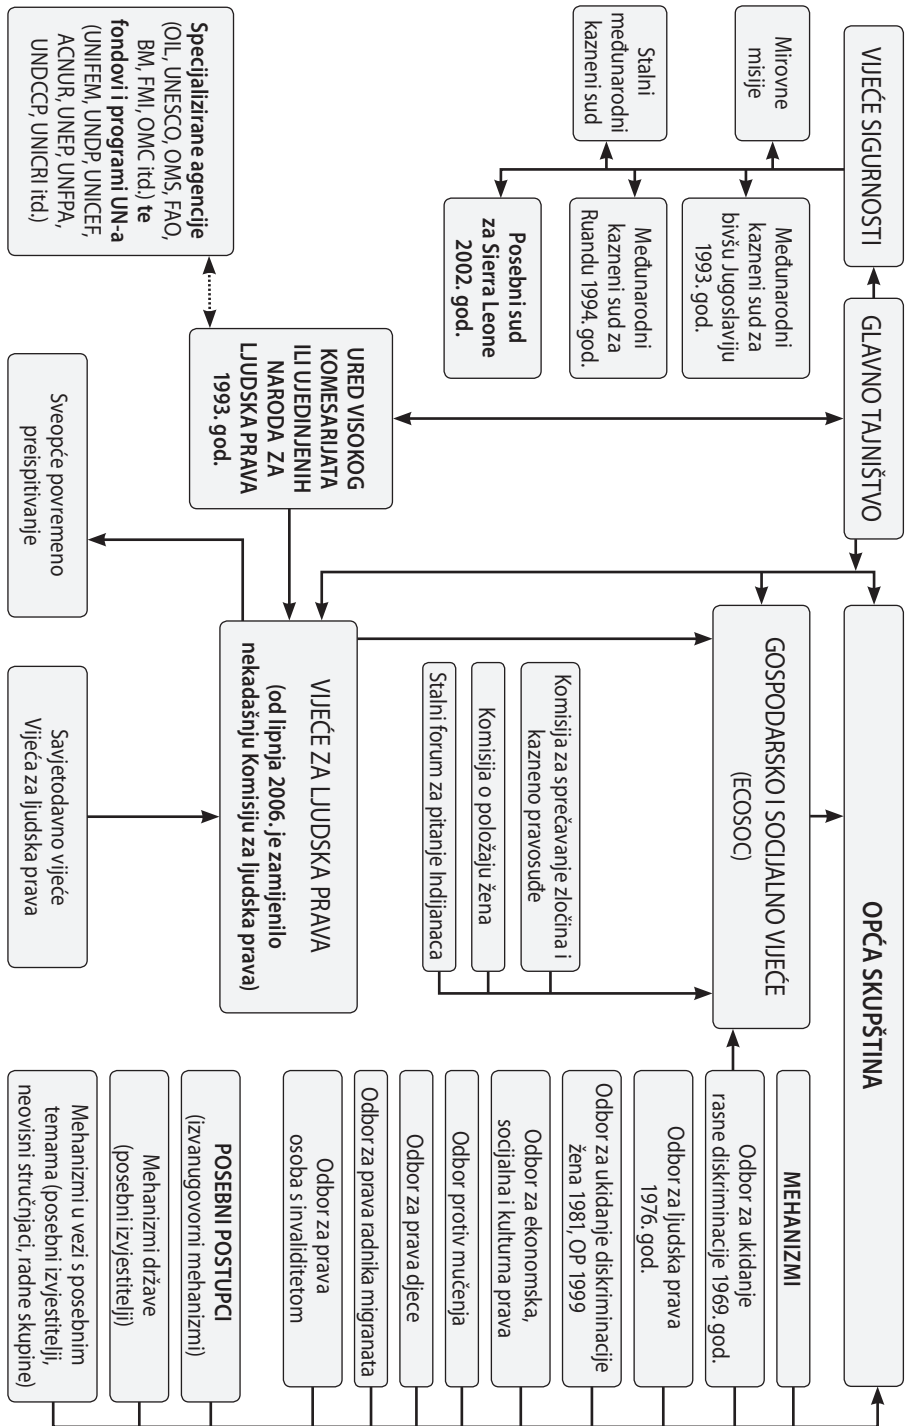 VIJEĆE SIGURNOSTI
GLAVNO TAJNIŠTVO
OPĆA SKUPŠTINA
Mirovne
misije
Stalni
međunarodni
kazneni sud
Međunarodni
kazneni sud za
bivšu Jugoslaviju
1993. god.
Međunarodni
kazneni sud za
Ruandu 1994. god.
Posebni sud
za Sierra Leone
2002. god.
Specijalizirane agencije
(OIL, UNESCO, OMS, FAO,
BM, FMI, OMC itd.) te
fondovi i programi UN-a
(UNIFEM, UNDP, UNICEF,
ACNUR, UNEP, UNFPA,
UNDCCP, UNICRI itd.)
URED VISOKOG
KOMESARIJATA
ILI UJEDINJENIH
NARODA ZA
LJUDSKA PRAVA
1993. god.
GOSPODARSKO I SOCIJALNO VIJEĆE
(ECOSOC)
Komisija za sprečavanje zločina i
kazneno pravosuđe
Komisija o položaju žena
Stalni forum za pitanje Indijanaca
VIJEĆE ZA LJUDSKA PRAVA
(od lipnja 2006. je zamijenilo
nekadašnju Komisiju za ljudska prava)
Sveopće povremeno
preispitivanje
Savjetodavno vijeće
Vijeća za ljudska prava
MEHANIZMI
Odbor za ukidanje
rasne diskriminacije 1969. god.
Odbor za ljudska prava
1976. god.
Odbor za ukidanje diskriminacije
žena 1981, OP 1999
Odbor za ekonomska,
socijalna i kulturna prava
Odbor protiv mučenja
Odbor za prava djece
Odbor za prava radnika migranata
Odbor za prava
osoba s invaliditetom
POSEBNI POSTUPCI
(izvanugovorni mehanizmi)
Mehanizmi države
(posebni izvjestitelji)
Mehanizmi u vezi s posebnim
temama (posebni izvjestitelji,
neovisni stručnjaci, radne skupine)